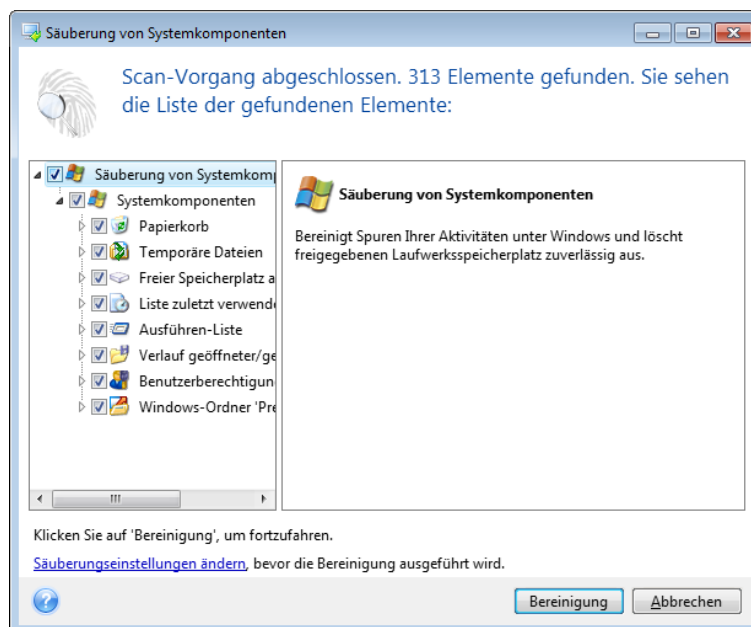 Säuberung von Systemkomponenten
Scan-Vorgang abgeschlossen. 313 Elemente gefunden. Sie sehen
die Liste der gefundenen Elemente:
Säuberung von Systemkom
Systemkomponenten
Papierkorb
Temporäre Dateien
Freier Speicherplatz a
Liste zuletzt verwende
Ausführen-Liste
Verlauf geöffneter/ge
Benutzerberechtigun
Windows-Ordner 'Pre
Säuberung von Systemkomponenten
Bereinigt Spuren Ihrer Aktivitäten unter Windows und löscht
freigegebenen Laufwerksspeicherplatz zuverlässig aus.
Klicken Sie auf 'Bereinigung', um fortzufahren.
Säuberungseinstellungen ändern, bevor die Bereinigung ausgeführt wird.
Bereinigung
Abbrechen